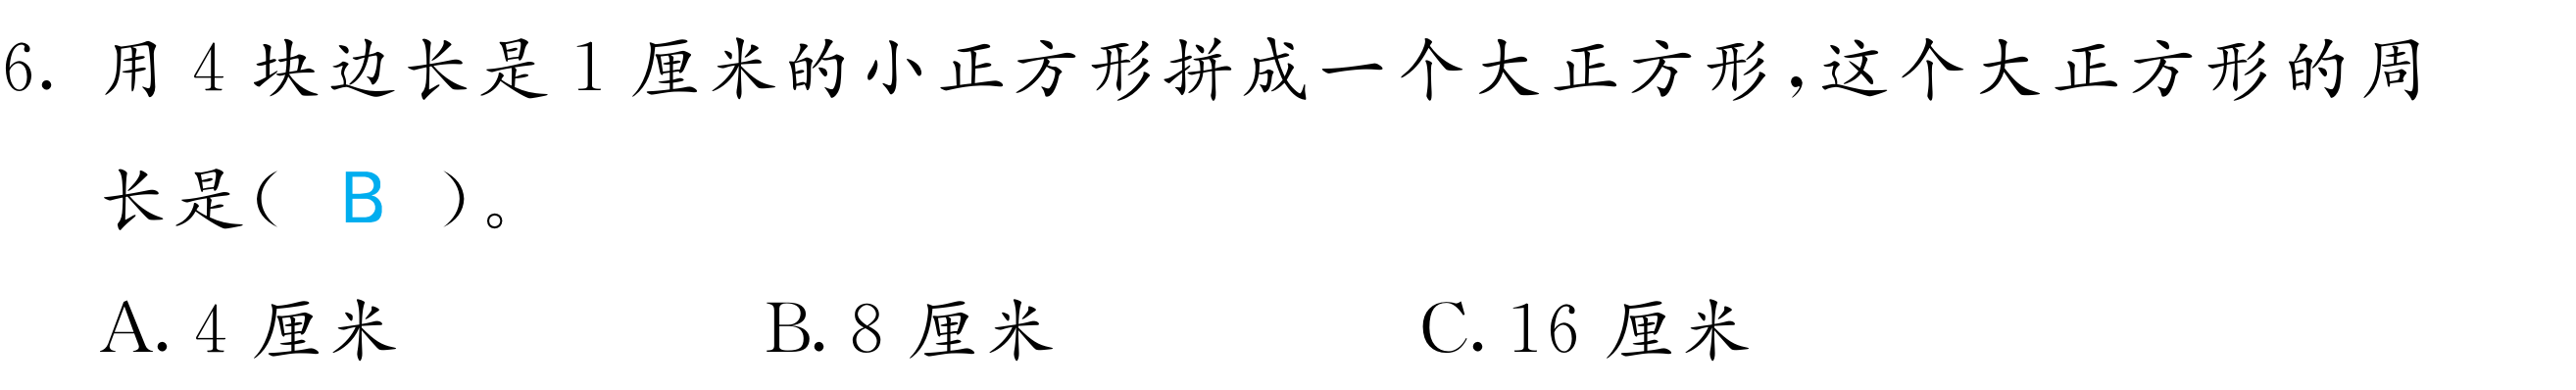 6. 用 4 块边长是 1 厘米的小正方形拼成一个大正方形,这个大正方形的周
长是( B )。
A. 4 厘米 B. 8 厘米 C. 16 厘米